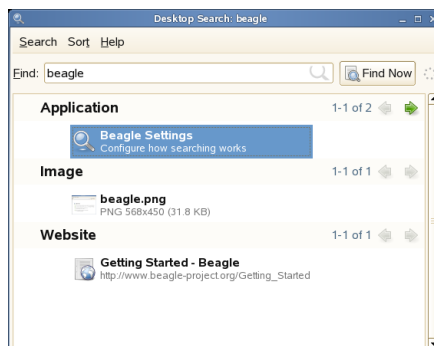 Desktop Search: beagle
Search Sort Help
Find: beagle Find Now
Application 1-1 of 2
Beagle Settings
Configure how searching works
Image 1-1 of 1
beagle.png
PNG 568x450 (31.8 KB)
Website 1-1 of 1
Getting Started - Beagle
http://www.beagle-project.org/Getting_Started